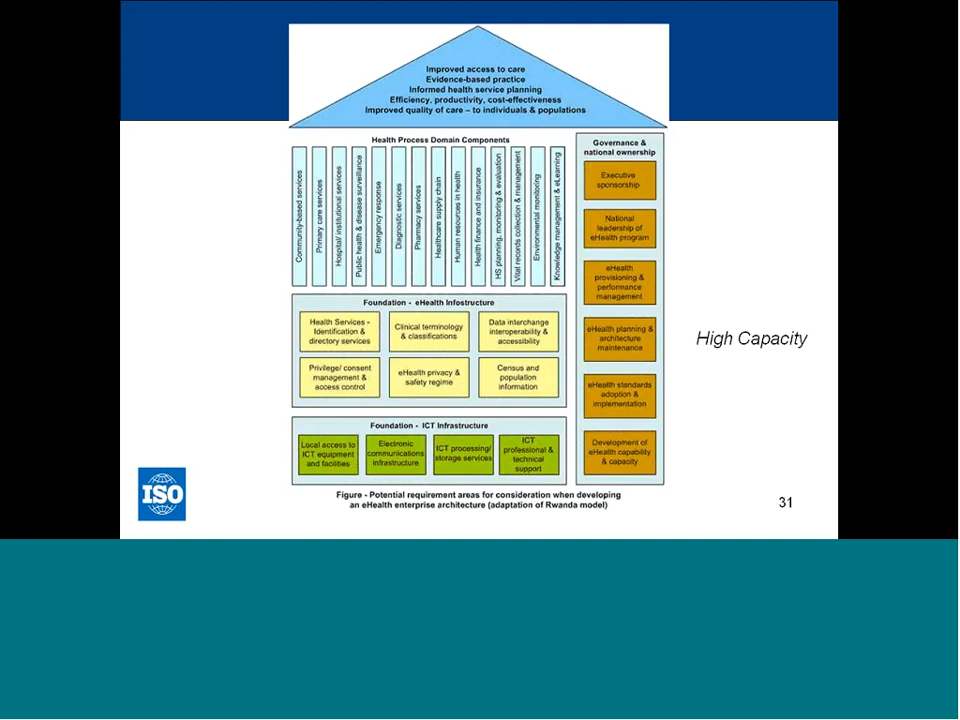 Improved access to care
Evidence-based practice
Informed health service planning
Efficiency, productivity, cost-effectiveness
Improved quality of care – to individuals & populations
Health Process Domain Components
Community-based services
Primary care services
Hospital/ institutional services
Public health & disease surveillance
Emergency response
Diagnostic services
Pharmacy services
Healthcare supply chain
Human resources in health
Health finance and insurance
HS planning, monitoring & evaluation
Vital records collection & management
Environmental monitoring
Knowledge management & eLearning
Foundation - eHealth Infostructure
Health Services -
Identification &
directory services
Clinical terminology
& classifications
Data interchange
interoperability &
accessibility
Privilege/ consent
management &
access control
eHealth privacy &
safety regime
Census and
population
information
Foundation - ICT Infrastructure
Local access to
ICT equipment
and facilities
Electronic
communications
infrastructure
ICT processing/
storage services
ICT
professional &
technical
support
Governance &
national ownership
Executive
sponsorship
National
leadership of
eHealth program
eHealth
provisioning &
performance
management
eHealth planning &
architecture
maintenance
eHealth standards
adoption &
implementation
Development of
eHealth capability
& capacity
High Capacity
Figure - Potential requirement areas for consideration when developing
an eHealth enterprise architecture (adaptation of Rwanda model)
ISO
31